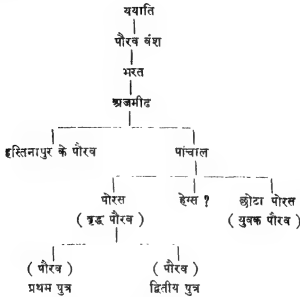 ययाति
पौरव वंश
भरत
अजमीढ
हस्तिनापुर के पौरव पांचाल
पोरस हेग्स ? छोटा पोरस
( वृद्ध पौरव ) ( युवक पौरव )
( पौरव ) ( पौरव )
प्रथम पुत्र द्वितीय पुत्र